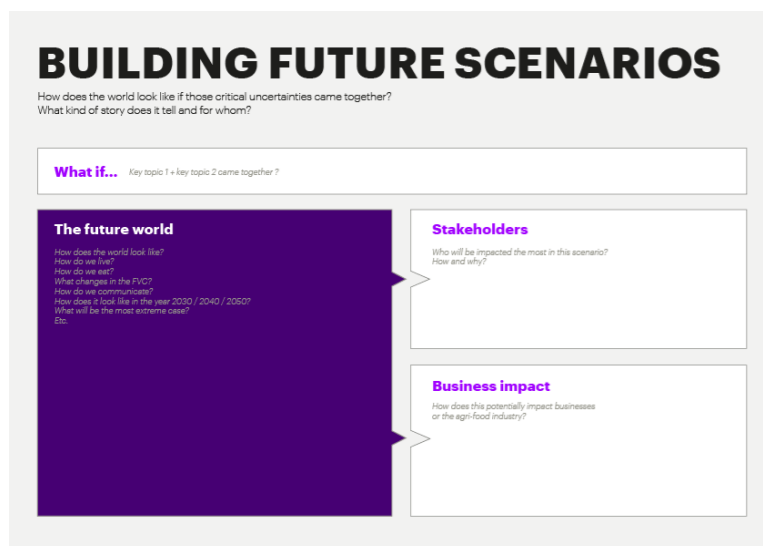 BUILDING FUTURE SCENARIOS
How does the world look like if those critical uncertainties came together?
What kind of story does it tell and for whom?
What if... Key topic 1 + key topic 2 came together ?
The future world
How does the world look like?
How do we live?
How do we eat?
What changes in the FVC?
How do we communicate?
How does it look like in the year 2030 / 2040 / 2050?
What will be the most extreme case?
Etc.
Stakeholders
Who will be impacted the most in this scenario?
How and why?
Business impact
How does this potentially impact businesses
or the agri-food industry?